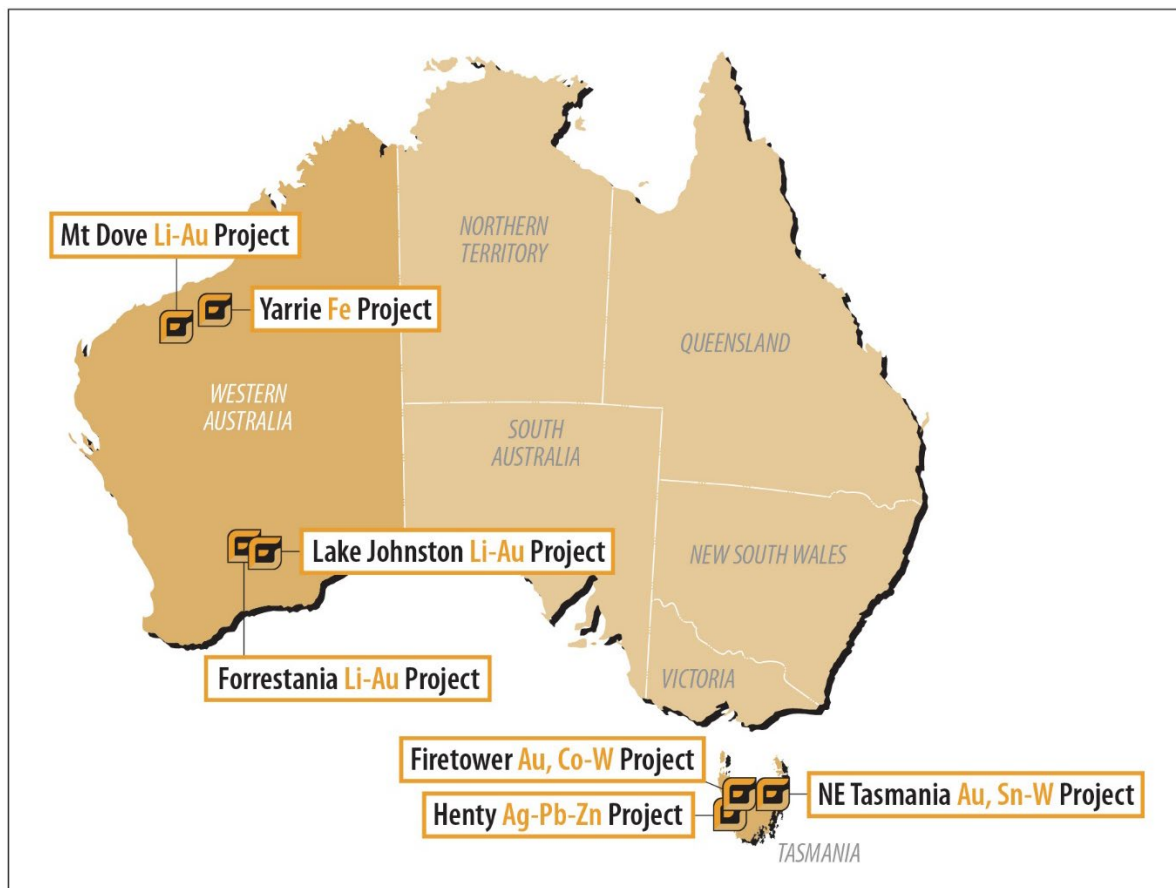 Mt Dove Li-Au Project
Yarrie Fe Project
NORTHERN
TERRITORY
QUEENSLAND
WESTERN
AUSTRALIA
SOUTH
AUSTRALIA
Lake Johnston Li-Au Project
NEW SOUTH WALES
Forrestania Li-Au Project
VICTORIA
Firetower Au, Co-W Project
NE Tasmania Au, Sn-W Project
Henty Ag-Pb-Zn Project
TASMANIA